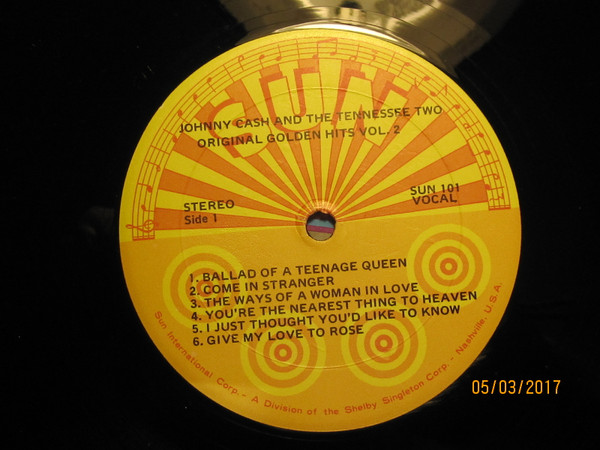 SUN
JOHNNY CASH AND THE TENNESSEE TWO
ORIGINAL GOLDEN HITS VOL. 2
STEREO
Side 1
SUN 101
VOCAL
1. BALLAD OF A TEENAGE QUEEN
2. COME IN STRANGER
3. THE WAYS OF A WOMAN IN LOVE
4. YOU'RE THE NEAREST THING TO HEAVEN
5. I JUST THOUGHT YOU'D LIKE TO KNOW
6. GIVE MY LOVE TO ROSE
Sun International Corp. - A Division of the Shelby Singleton Corp. - Nashville, U.S.A.
05/03/2017